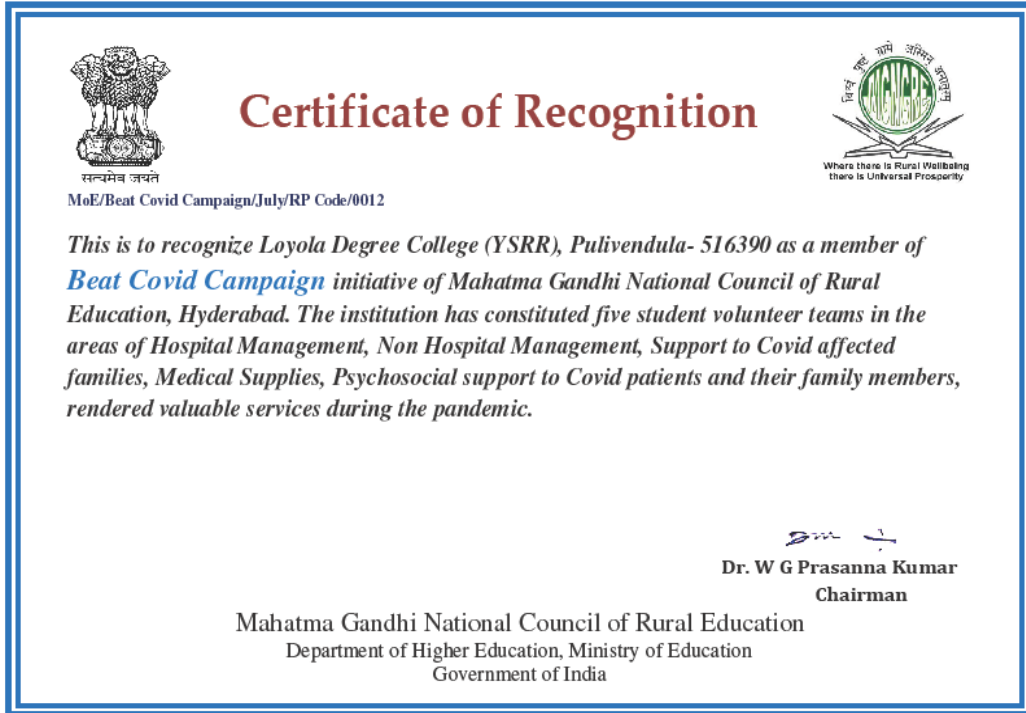 Certificate of Recognition
सत्यमेव जयते
विश्वं पुष्टं ग्रामे अस्मिन् अनातुरम्
MGNCRE
Where there is Rural Wellbeing
there is Universal Prosperity
MoE/Beat Covid Campaign/July/RP Code/0012
This is to recognize Loyola Degree College (YSRR), Pulivendula- 516390 as a member of
Beat Covid Campaign initiative of Mahatma Gandhi National Council of Rural
Education, Hyderabad. The institution has constituted five student volunteer teams in the
areas of Hospital Management, Non Hospital Management, Support to Covid affected
families, Medical Supplies, Psychosocial support to Covid patients and their family members,
rendered valuable services during the pandemic.
Dr. W G Prasanna Kumar
Chairman
Mahatma Gandhi National Council of Rural Education
Department of Higher Education, Ministry of Education
Government of India